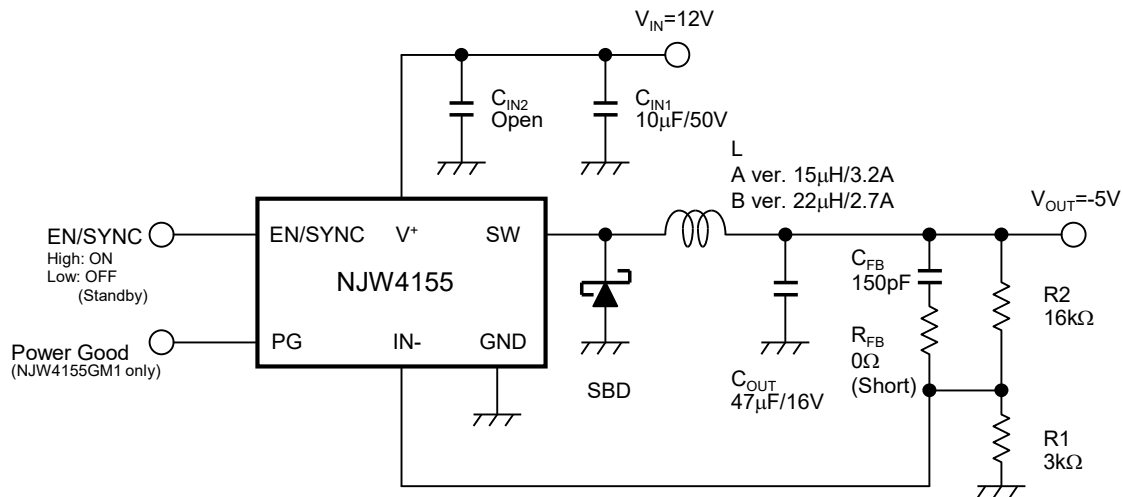 V_IN=12V
C_IN2
Open
C_IN1
10μF/50V
L
A ver. 15μH/3.2A
B ver. 22μH/2.7A
V_OUT=-5V
EN/SYNC
High: ON
Low: OFF
(Standby)
EN/SYNC
V⁺
SW
NJW4155
PG
IN-
GND
Power Good
(NJW4155GM1 only)
SBD
C_OUT
47μF/16V
C_FB
150pF
R_FB
0Ω
(Short)
R2
16kΩ
R1
3kΩ